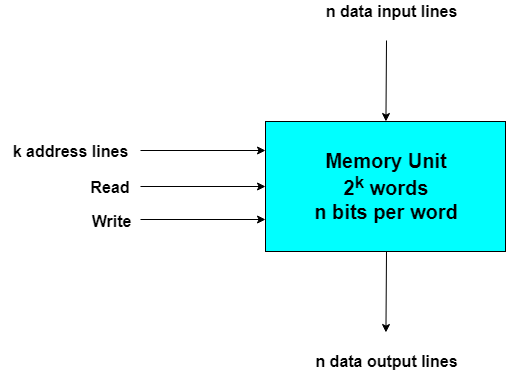 n data input lines
k address lines
Read
Write
Memory Unit
2ᵏ words
n bits per word
n data output lines